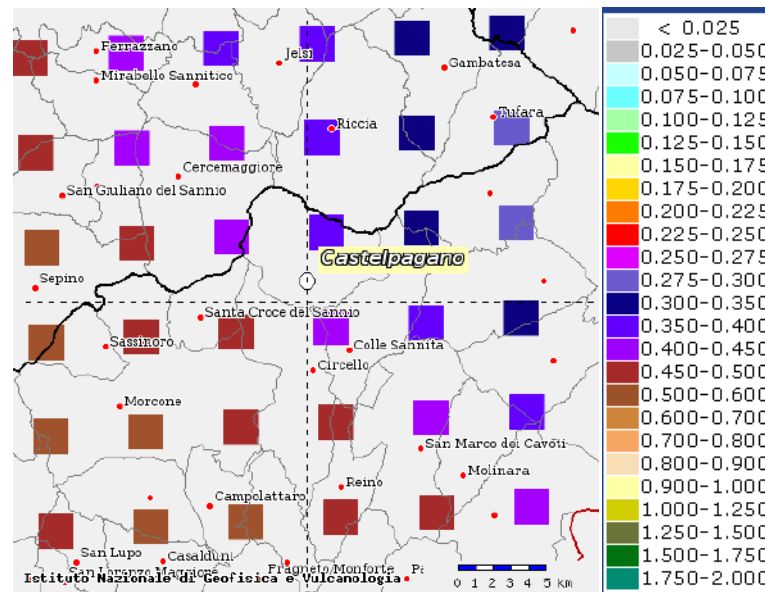 Ferrazzano
Jelsi
Gambatesa
Mirabello Sannitico
Riccia
Tufara
Cercemaggiore
San Giuliano del Sannio
Castelpagano
Sepino
Santa Croce del Sannio
Sassinoro
Colle Sannita
Circello
Morcone
San Marco dei Cavoti
Molinara
Reino
Campolattaro
San Lupo
Casalduni
San Lorenzo Maggiore
Fragneto Monforte
Istituto Nazionale di Geofisica e Vulcanologia
0 1 2 3 4 5 km
< 0.025
0.025-0.050
0.050-0.075
0.075-0.100
0.100-0.125
0.125-0.150
0.150-0.175
0.175-0.200
0.200-0.225
0.225-0.250
0.250-0.275
0.275-0.300
0.300-0.350
0.350-0.400
0.400-0.450
0.450-0.500
0.500-0.600
0.600-0.700
0.700-0.800
0.800-0.900
0.900-1.000
1.000-1.250
1.250-1.500
1.500-1.750
1.750-2.000